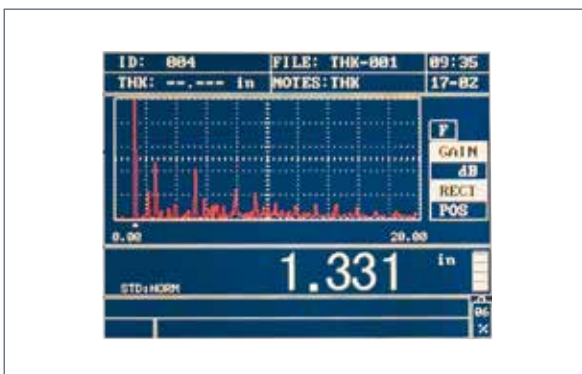 ID: 004 FILE: THK-001 09:35
THK: --.--- in NOTES:THK 17-02
F
GAIN
dB
RECT
POS
0.00 20.00
1.331 in
STD:NORM
06
%